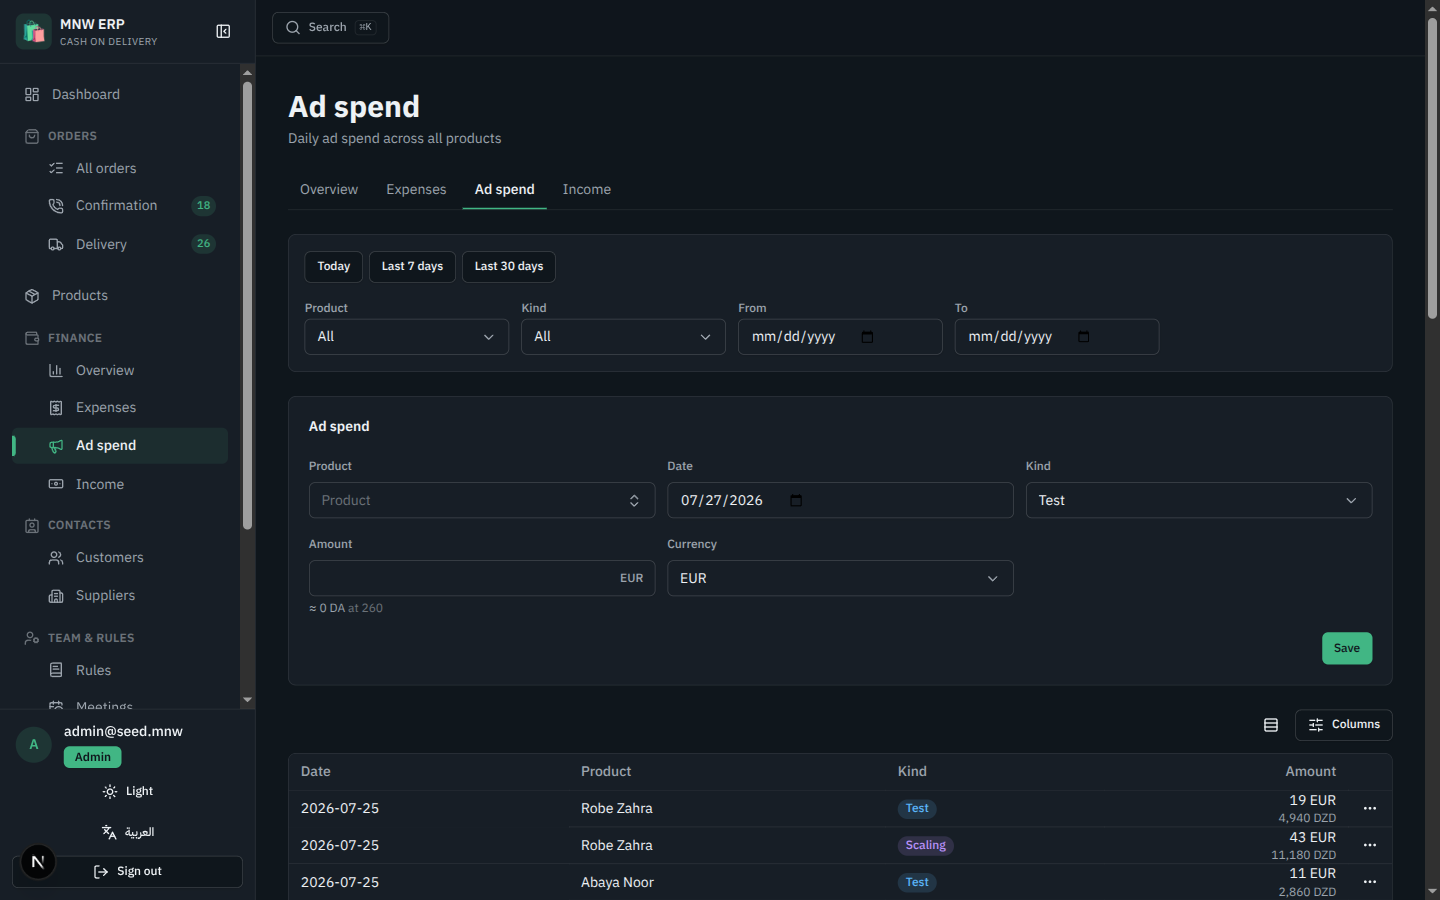 MNW ERP
CASH ON DELIVERY
Dashboard
ORDERS
All orders
Confirmation 18
Delivery 26
Products
FINANCE
Overview
Expenses
Ad spend
Income
CONTACTS
Customers
Suppliers
TEAM & RULES
Rules
Meetings
A
admin@seed.mnw
Admin
Light
العربية
N
Sign out
Search ⌘K
Ad spend
Daily ad spend across all products
Overview Expenses Ad spend Income
Today Last 7 days Last 30 days
Product Kind From To
All All mm/dd/yyyy mm/dd/yyyy
Ad spend
Product Date Kind
Product 07/27/2026 Test
Amount Currency
EUR EUR
≈ 0 DA at 260
Save
Columns
Date Product Kind Amount
2026-07-25 Robe Zahra Test 19 EUR
4,940 DZD
2026-07-25 Robe Zahra Scaling 43 EUR
11,180 DZD
2026-07-25 Abaya Noor Test 11 EUR
2,860 DZD